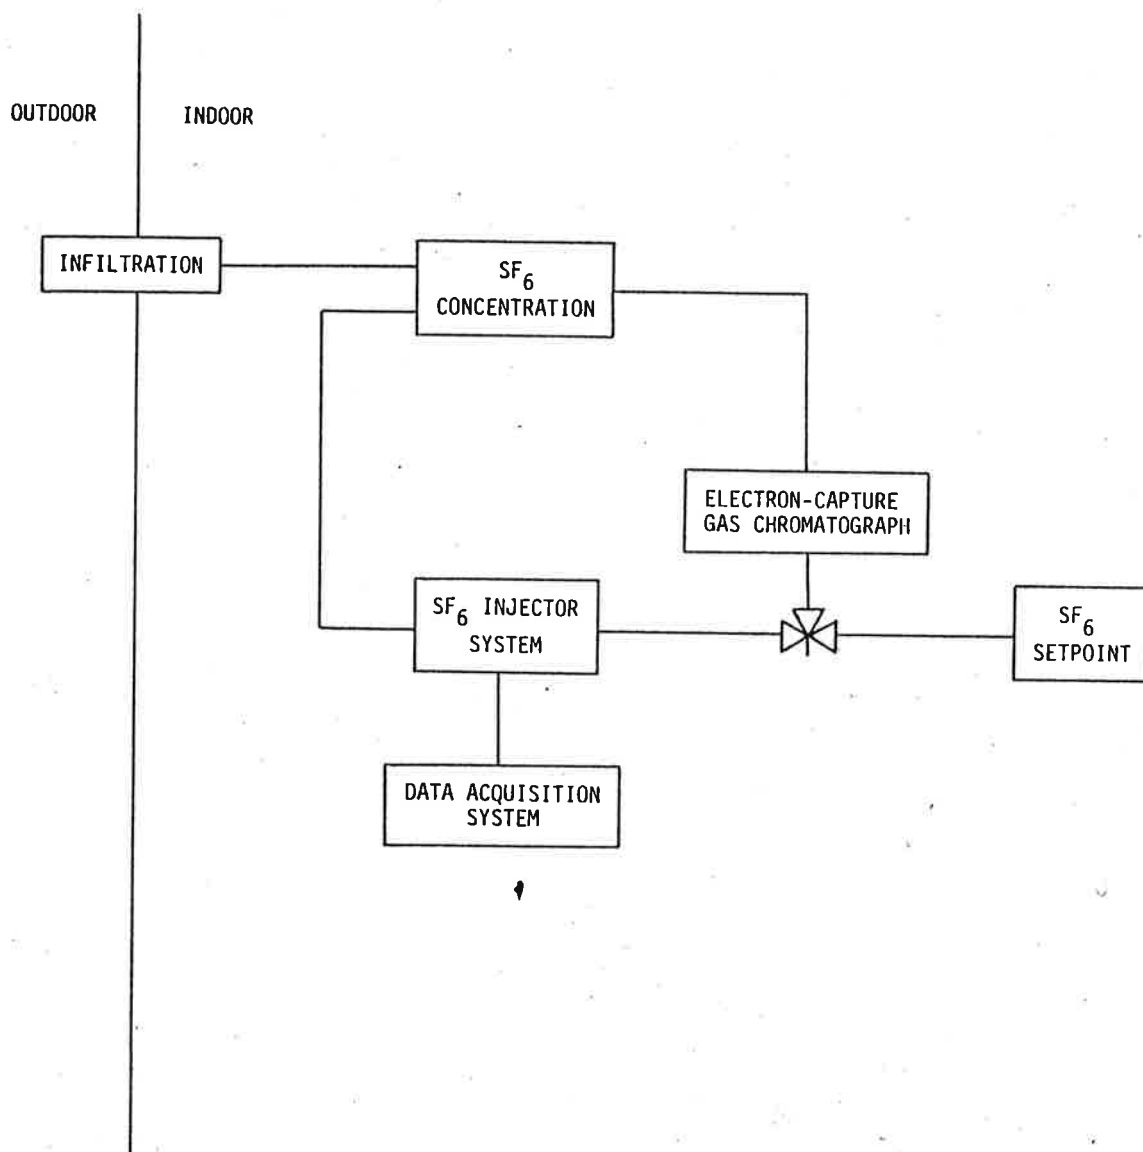 OUTDOOR
INDOOR
INFILTRATION
SF6
CONCENTRATION
ELECTRON-CAPTURE
GAS CHROMATOGRAPH
SF6 INJECTOR
SYSTEM
SF6
SETPOINT
DATA ACQUISITION
SYSTEM